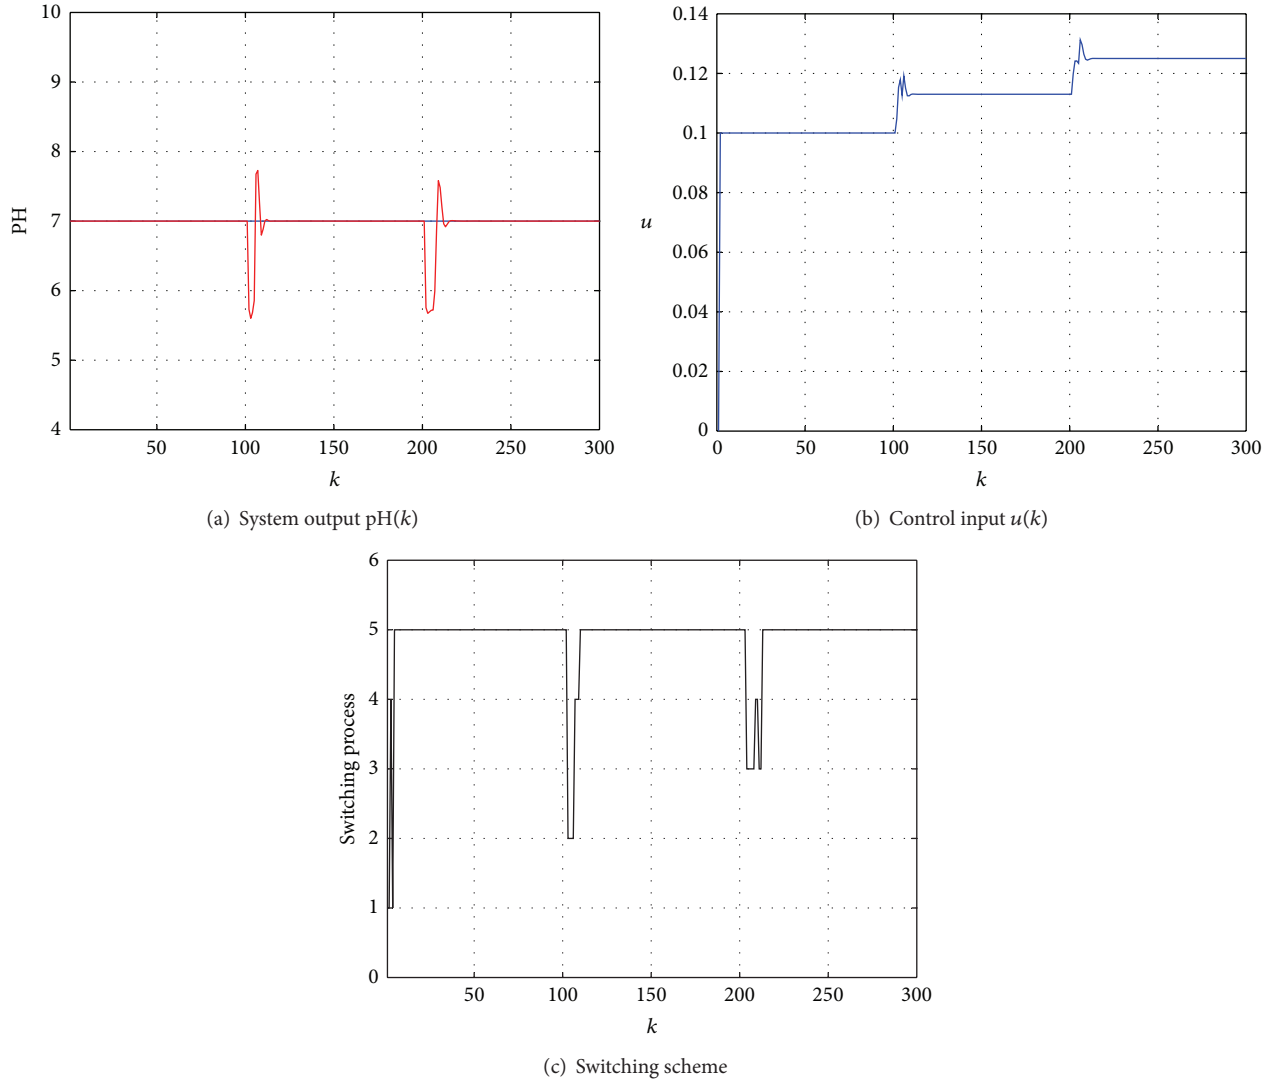 10
9
8
7
6
5
4
PH
50 100 150 200 250 300
k
(a) System output pH(k)
0.14
0.12
0.1
0.08
0.06
0.04
0.02
0
u
0 50 100 150 200 250 300
k
(b) Control input u(k)
6
5
4
3
2
1
0
Switching process
50 100 150 200 250 300
k
(c) Switching scheme